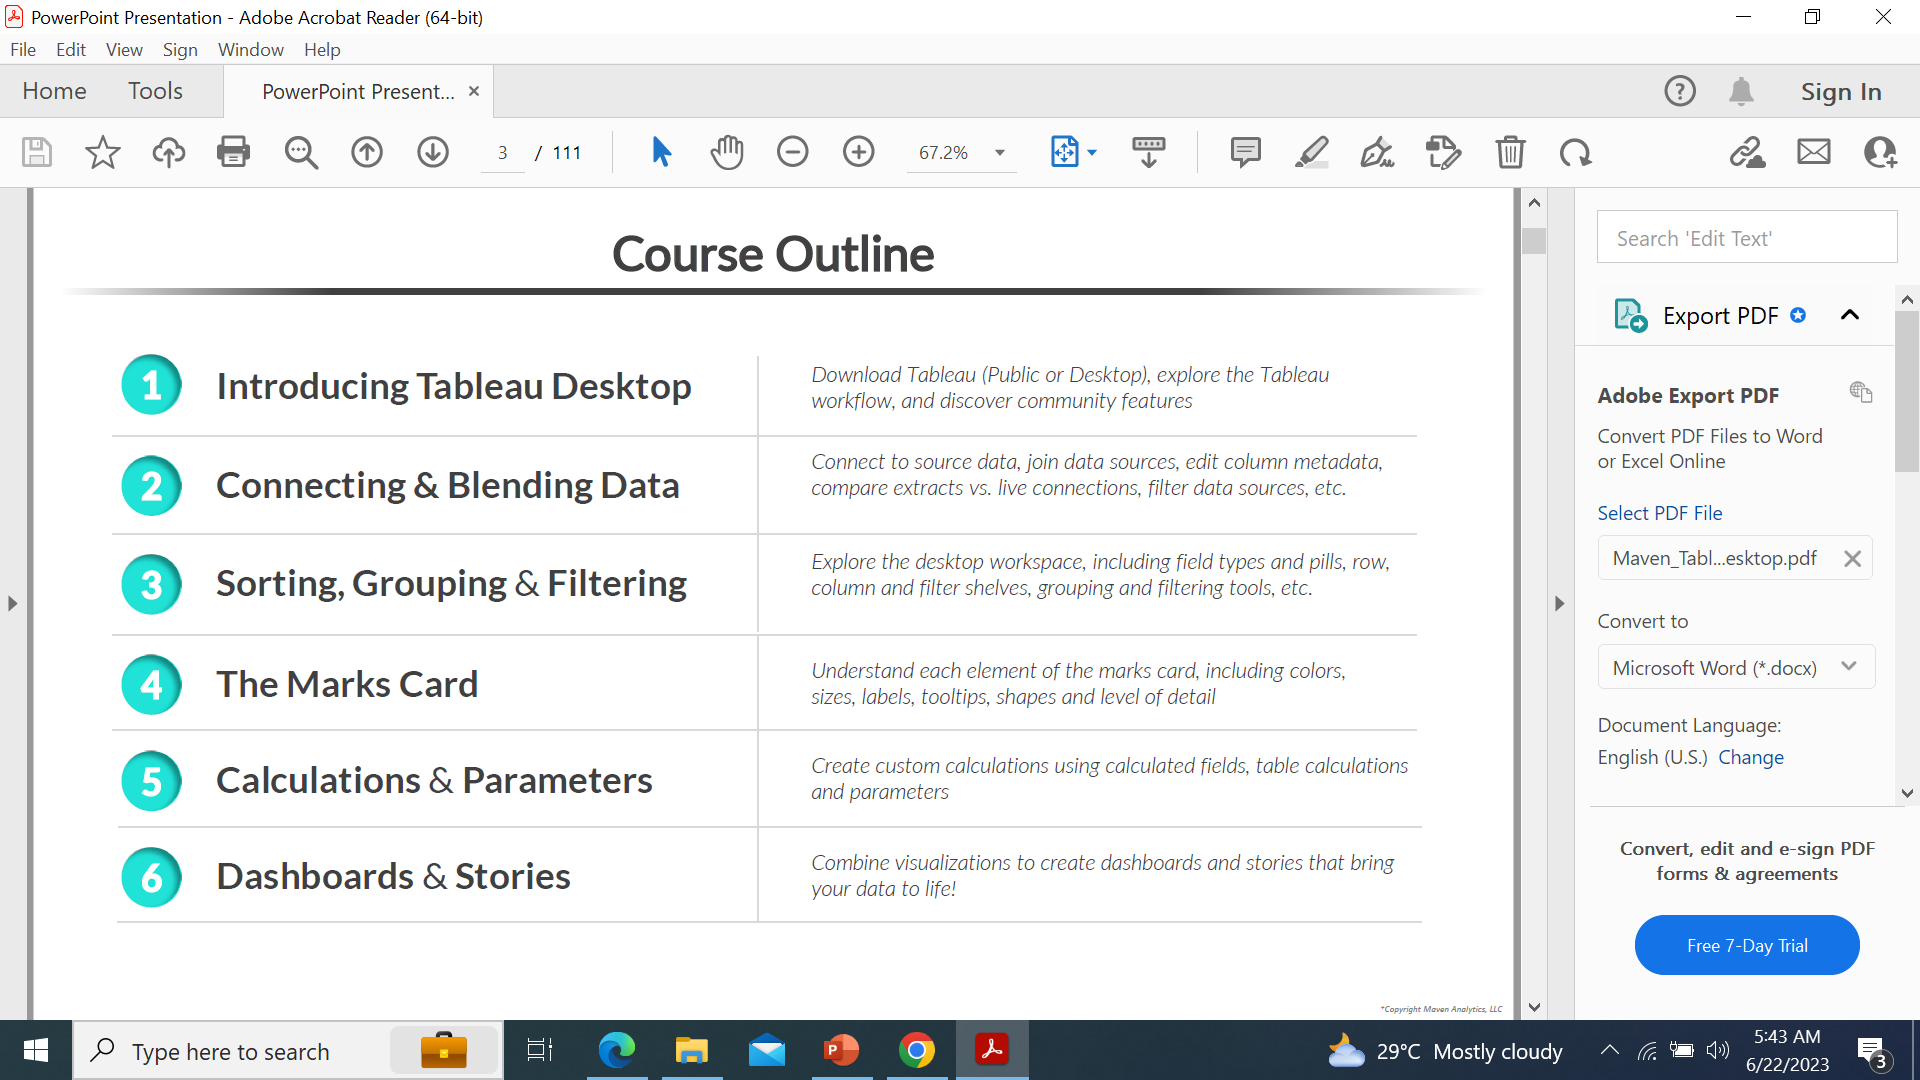 PowerPoint Presentation - Adobe Acrobat Reader (64-bit)
File Edit View Sign Window Help
Home Tools PowerPoint Present... × Sign In
3 / 111 67.2%
Course Outline
1 Introducing Tableau Desktop
Download Tableau (Public or Desktop), explore the Tableau
workflow, and discover community features
2 Connecting & Blending Data
Connect to source data, join data sources, edit column metadata,
compare extracts vs. live connections, filter data sources, etc.
3 Sorting, Grouping & Filtering
Explore the desktop workspace, including field types and pills, row,
column and filter shelves, grouping and filtering tools, etc.
4 The Marks Card
Understand each element of the marks card, including colors,
sizes, labels, tooltips, shapes and level of detail
5 Calculations & Parameters
Create custom calculations using calculated fields, table calculations
and parameters
6 Dashboards & Stories
Combine visualizations to create dashboards and stories that bring
your data to life!
*Copyright Maven Analytics, LLC
Search 'Edit Text'
Export PDF
Adobe Export PDF
Convert PDF Files to Word
or Excel Online
Select PDF File
Maven_Tabl...esktop.pdf
Convert to
Microsoft Word (*.docx)
Document Language:
English (U.S.) Change
Convert, edit and e-sign PDF
forms & agreements
Free 7-Day Trial
Type here to search
29°C Mostly cloudy
5:43 AM
6/22/2023
3